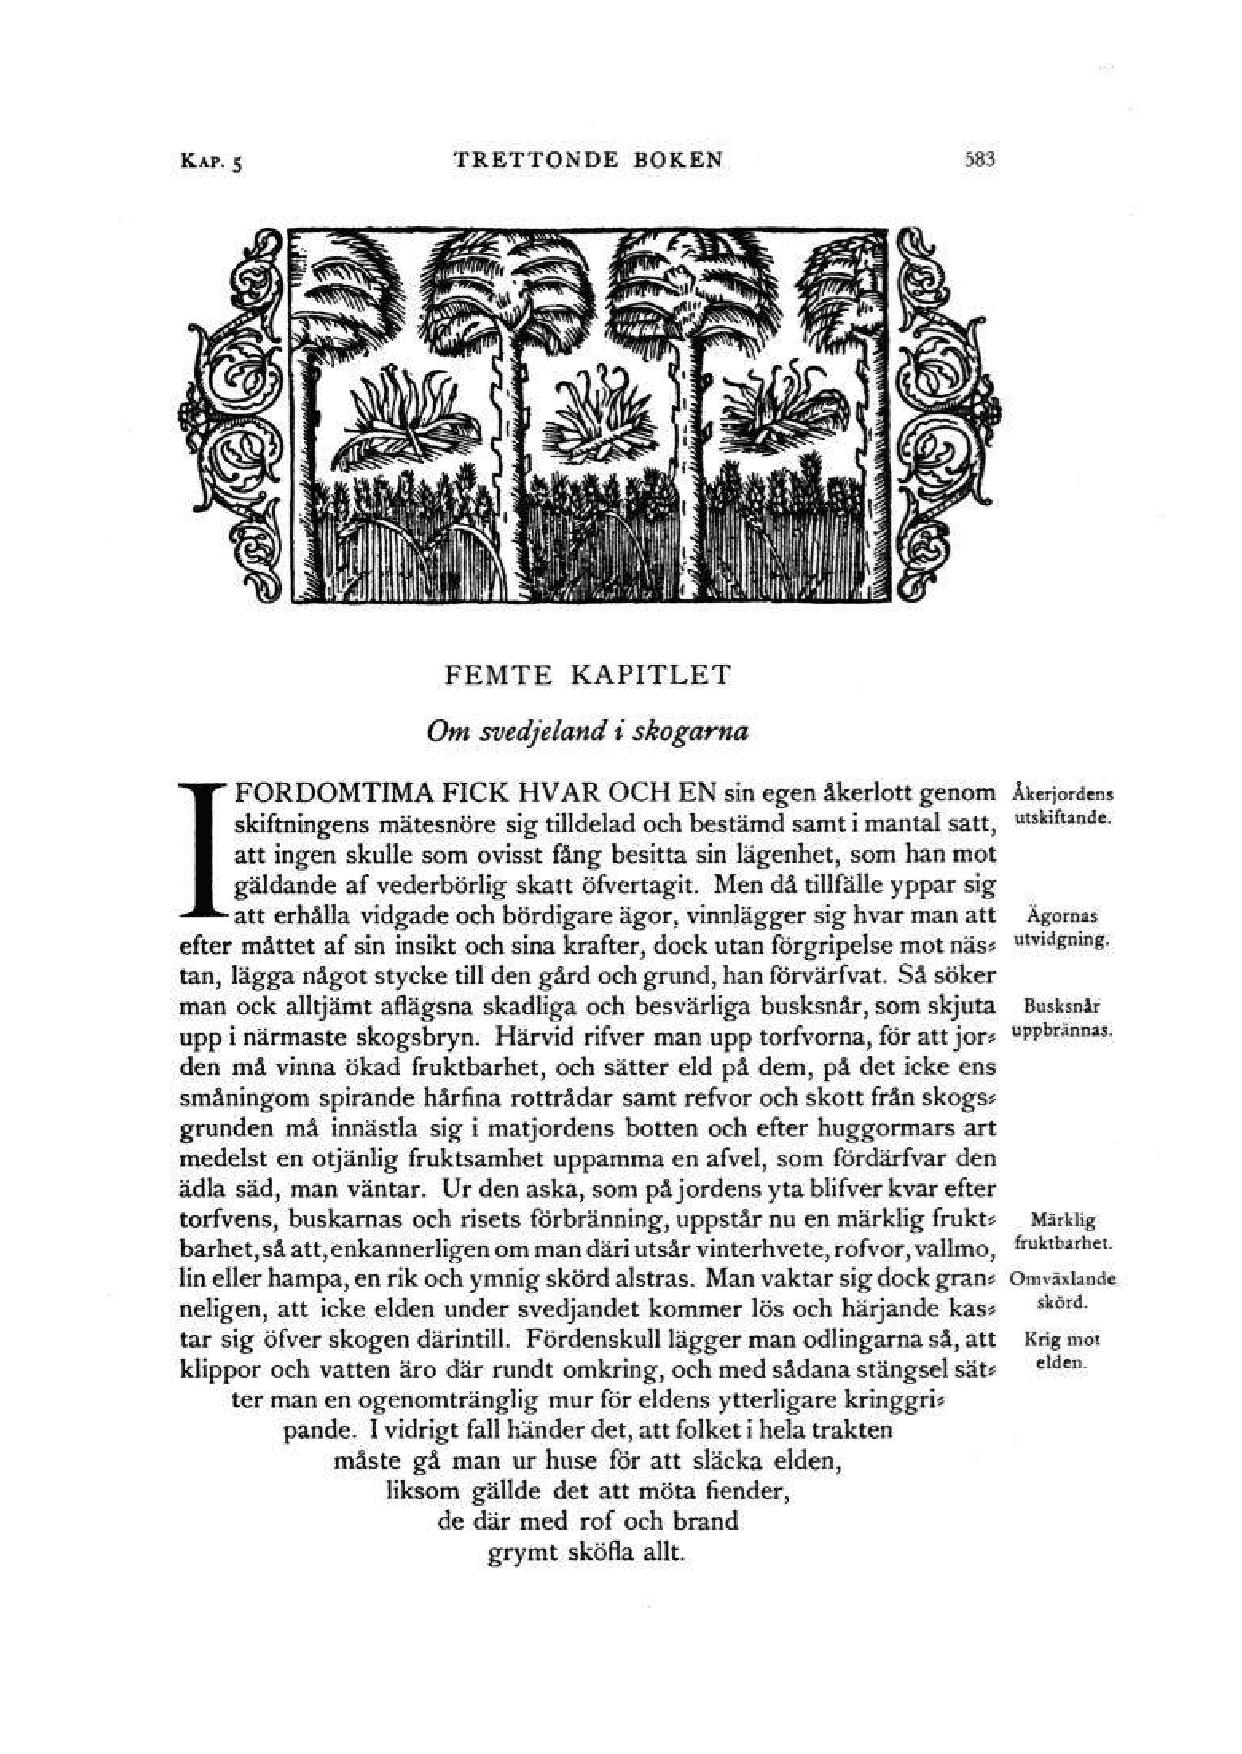 KAP. 5 TRETTONDE BOKEN 583
FEMTE KAPITLET
Om svedjeland i skogarna
I FORDOMTIMA FICK HVAR OCH EN sin egen åkerlott genom
skiftningens mätesnöre sig tilldelad och bestämd samt i mantal satt,
att ingen skulle som ovisst fång besitta sin lägenhet, som han mot
gäldande af vederbörlig skatt öfvertagit. Men då tillfälle yppar sig
att erhålla vidgade och bördigare ägor, vinnlägger sig hvar man att
efter måttet af sin insikt och sina krafter, dock utan förgripelse mot näs-
tan, lägga något stycke till den gård och grund, han förvärfvat. Så söker
man ock alltjämt aflägsna skadliga och besvärliga busksnår, som skjuta
upp i närmaste skogsbryn. Härvid rifver man upp torfvorna, för att jor-
den må vinna ökad fruktbarhet, och sätter eld på dem, på det icke ens
småningom spirande hårfina rottrådar samt refvor och skott från skogs-
grunden må innästla sig i matjordens botten och efter huggormars art
medelst en otjänlig fruktsamhet uppamma en afvel, som fördärfvar den
ädla säd, man väntar. Ur den aska, som på jordens yta blifver kvar efter
torfvens, buskarnas och risets förbränning, uppstår nu en märklig frukt-
barhet, så att, enkannerligen om man däri utsår vinterhvete, rofvor, vallmo,
lin eller hampa, en rik och ymnig skörd alstras. Man vaktar sig dock gran-
neligen, att icke elden under svedjandet kommer lös och härjande kas-
tar sig öfver skogen därintill. Fördenskull lägger man odlingarna så, att
klippor och vatten äro där rundt omkring, och med sådana stängsel sät-
ter man en ogenomtränglig mur för eldens ytterligare kringgri-
pande. I vidrigt fall händer det, att folket i hela trakten
måste gå man ur huse för att släcka elden,
liksom gällde det att möta fiender,
de där med rof och brand
grymt sköfla allt.
Åkerjordens
utskiftande.
Ägornas
utvidgning.
Busksnår
uppbrännas.
Märklig
fruktbarhet.
Omväxlande
skörd.
Krig mot
elden.